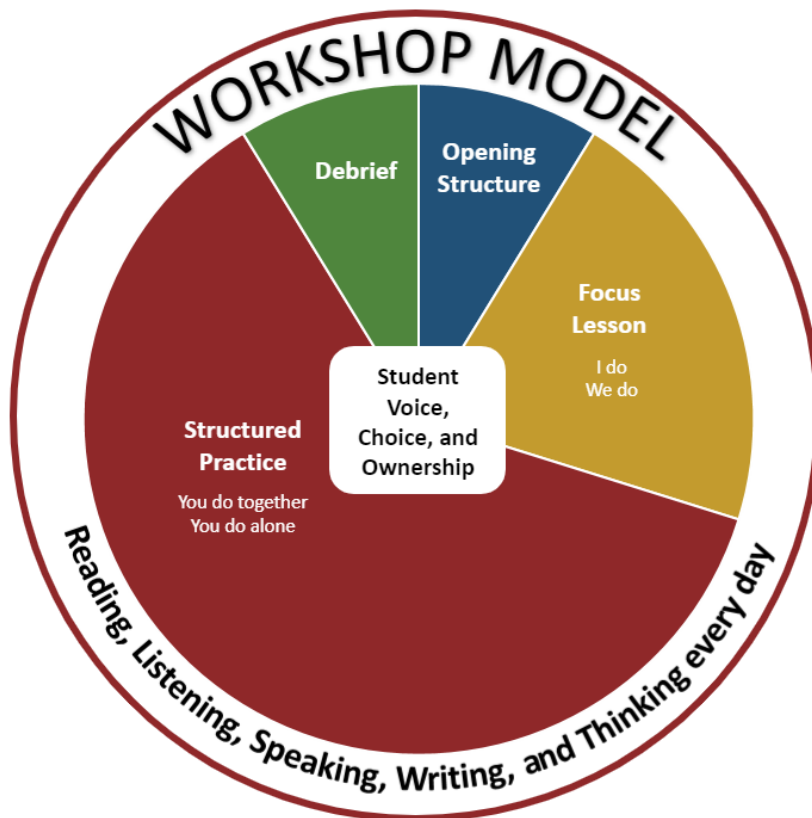 WORKSHOP MODEL
Debrief
Opening
Structure
Focus
Lesson
I do
We do
Student
Voice,
Choice, and
Ownership
Structured
Practice
You do together
You do alone
Reading, Listening, Speaking, Writing, and Thinking every day